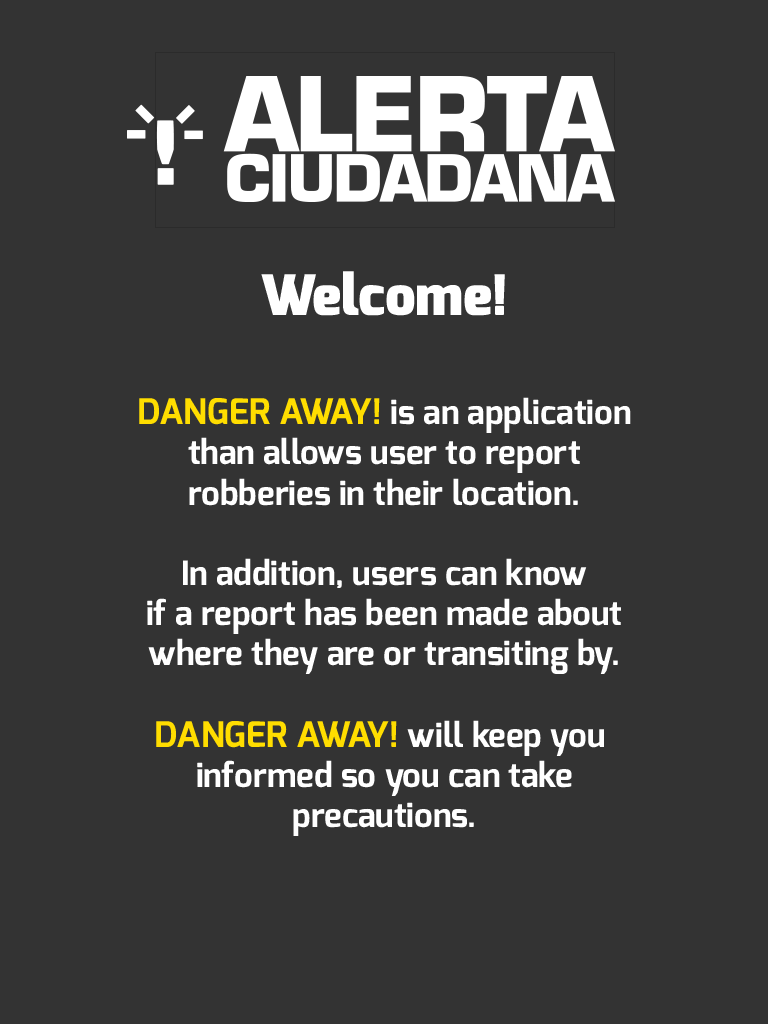 ALERTA
CIUDADANA
Welcome!
DANGER AWAY! is an application
than allows user to report
robberies in their location.
In addition, users can know
if a report has been made about
where they are or transiting by.
DANGER AWAY! will keep you
informed so you can take
precautions.